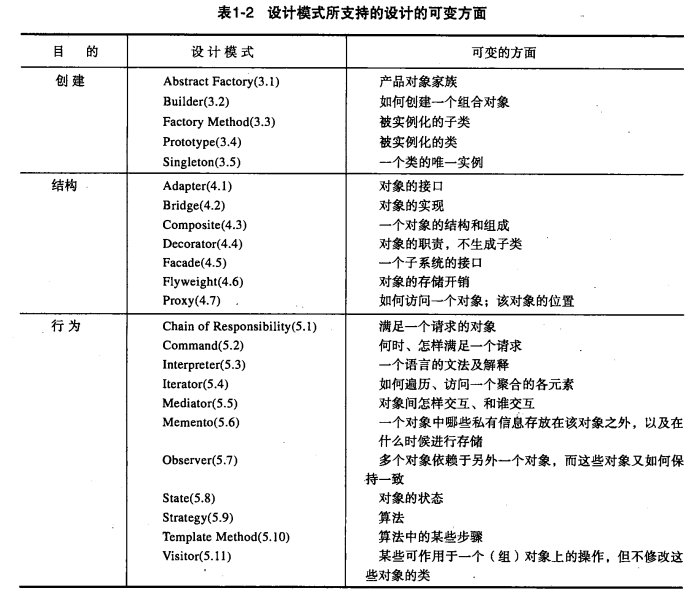 表1-2 设计模式所支持的设计的可变方面
目 的 设 计 模 式 可变的方面
创 建 Abstract Factory(3.1) 产品对象家族
Builder(3.2) 如何创建一个组合对象
Factory Method(3.3) 被实例化的子类
Prototype(3.4) 被实例化的类
Singleton(3.5) 一个类的唯一实例
结构 Adapter(4.1) 对象的接口
Bridge(4.2) 对象的实现
Composite(4.3) 一个对象的结构和组成
Decorator(4.4) 对象的职责，不生成子类
Facade(4.5) 一个子系统的接口
Flyweight(4.6) 对象的存储开销
Proxy(4.7) 如何访问一个对象；该对象的位置
行 为 Chain of Responsibility(5.1) 满足一个请求的对象
Command(5.2) 何时、怎样满足一个请求
Interpreter(5.3) 一个语言的文法及解释
Iterator(5.4) 如何遍历、访问一个聚合的各元素
Mediator(5.5) 对象间怎样交互、和谁交互
Memento(5.6) 一个对象中哪些私有信息存放在该对象之外，以及在
什么时候进行存储
Observer(5.7) 多个对象依赖于另外一个对象，而这些对象又如何保
持一致
State(5.8) 对象的状态
Strategy(5.9) 算法
Template Method(5.10) 算法中的某些步骤
Visitor(5.11) 某些可作用于一个（组）对象上的操作，但不修改这
些对象的类